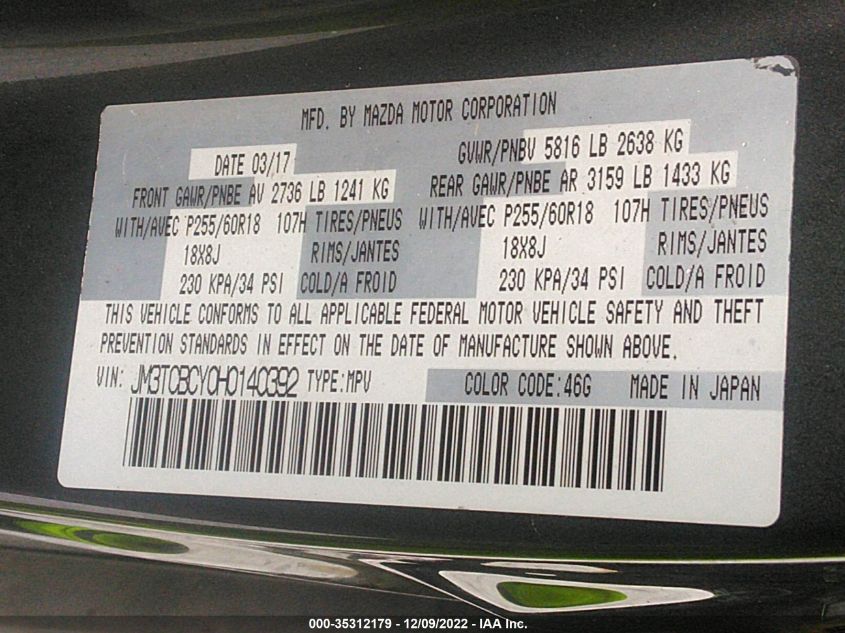 MFD. BY MAZDA MOTOR CORPORATION
DATE 03/17 GVWR/PNBV 5816 LB 2638 KG
FRONT GAWR/PNBE AV 2736 LB 1241 KG REAR GAWR/PNBE AR 3159 LB 1433 KG
WITH/AVEC P255/60R18 107H TIRES/PNEUS WITH/AVEC P255/60R18 107H TIRES/PNEUS
18X8J RIMS/JANTES 18X8J RIMS/JANTES
230 KPA/34 PSI COLD/A FROID 230 KPA/34 PSI COLD/A FROID
THIS VEHICLE CONFORMS TO ALL APPLICABLE FEDERAL MOTOR VEHICLE SAFETY AND THEFT
PREVENTION STANDARDS IN EFFECT ON THE DATE OF MANUFACTURE SHOWN ABOVE.
VIN: JM3TCBCY0H0140392 TYPE:MPV COLOR CODE:46G MADE IN JAPAN
000-35312179 - 12/09/2022 - IAA Inc.